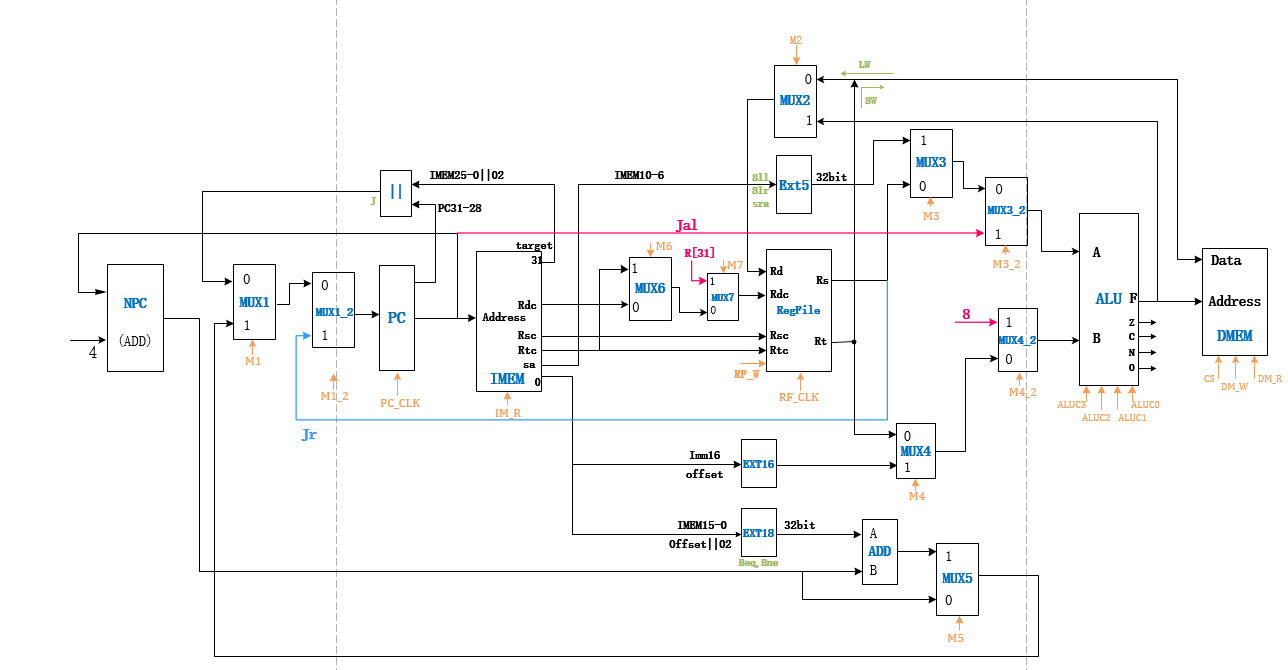 M2
LW
0
MUX2
SW
1
1
IMEM25-0||02
IMEM10-6
Sll
Slr
sra
Ext5
32bit
MUX3
0
||
J
PC31-28
M3
0
MUX3_2
1
M3_2
Jal
target
31
M6
R[31]
M7
1
MUX6
0
1
MUX7
0
Rd
Rdc
RegFile
Rs
Rsc
Rtc
Rt
A
ALU
F
B
Z
C
N
O
Data
Address
DMEM
NPC
(ADD)
4
0
MUX1
1
M1
0
MUX1_2
1
M1_2
PC
PC_CLK
Rdc
Address
Rsc
Rtc
sa
0
IMEM
IM_R
RF_W
RF_CLK
8
1
MUX4_2
0
M4_2
ALUC3
ALUC2
ALUC1
ALUC0
CS
DM_W
DM_R
Jr
0
MUX4
1
M4
Imm16
offset
EXT16
IMEM15-0
Offset||02
EXT18
32bit
Beq,Bne
A
ADD
B
1
MUX5
0
M5